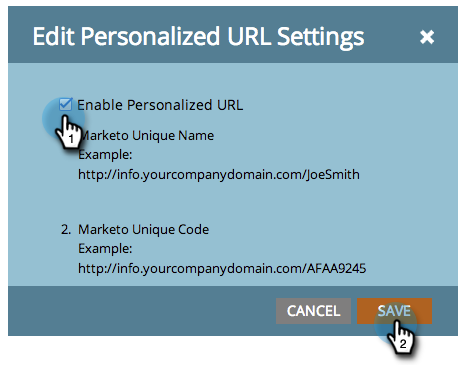 Edit Personalized URL Settings
Enable Personalized URL
1
Marketo Unique Name
Example:
http://info.yourcompanydomain.com/JoeSmith
2. Marketo Unique Code
Example:
http://info.yourcompanydomain.com/AFAA9245
CANCEL SAVE
2